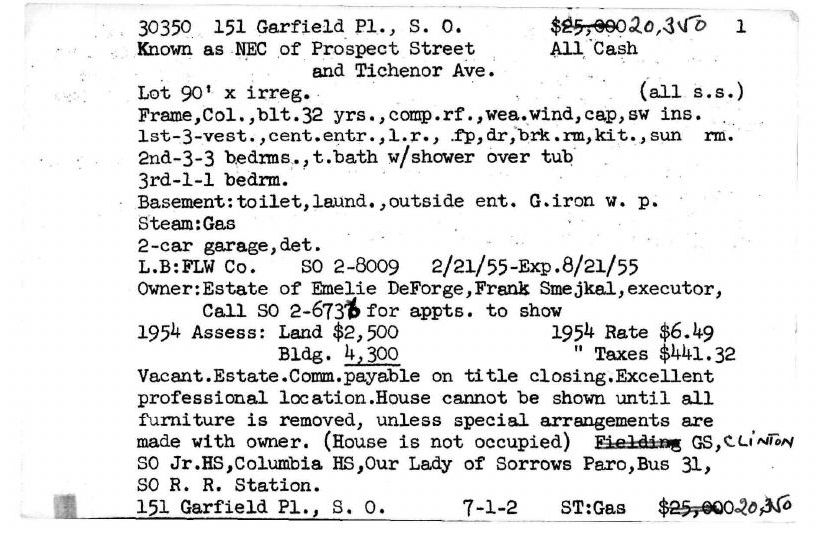 30350 151 Garfield Pl., S. O. $25,000 20,350 1
Known as NEC of Prospect Street All Cash
and Tichenor Ave.
Lot 90' x irreg. (all s.s.)
Frame,Col.,blt.32 yrs.,comp.rf.,wea.wind,cap,sw ins.
1st-3-vest.,cent.entr.,l.r., fp,dr,brk.rm,kit.,sun rm.
2nd-3-3 bedrms.,t.bath w/shower over tub
3rd-1-1 bedrm.
Basement:toilet,laund.,outside ent. G.iron w. p.
Steam:Gas
2-car garage,det.
L.B:FLW Co. SO 2-8009 2/21/55-Exp.8/21/55
Owner:Estate of Emelie DeForge,Frank Smejkal,executor,
Call SO 2-673 for appts. to show
1954 Assess: Land $2,500 1954 Rate $6.49
Bldg. 4,300 " Taxes $441.32
Vacant.Estate.Comm.payable on title closing.Excellent
professional location.House cannot be shown until all
furniture is removed, unless special arrangements are
made with owner. (House is not occupied) Fielding GS,CLINTON
SO Jr.HS,Columbia HS,Our Lady of Sorrows Paro,Bus 31,
SO R. R. Station.
151 Garfield Pl., S. O. 7-1-2 ST:Gas $25,000 20,350